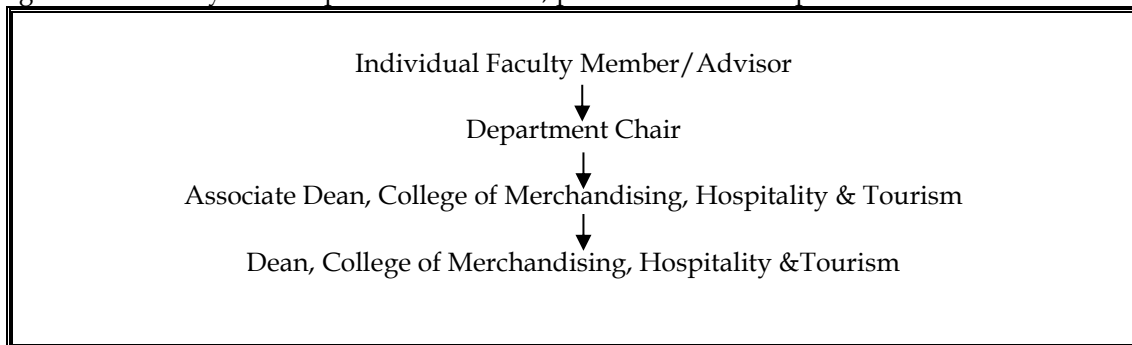 Individual Faculty Member/Advisor
Department Chair
Associate Dean, College of Merchandising, Hospitality & Tourism
Dean, College of Merchandising, Hospitality &Tourism